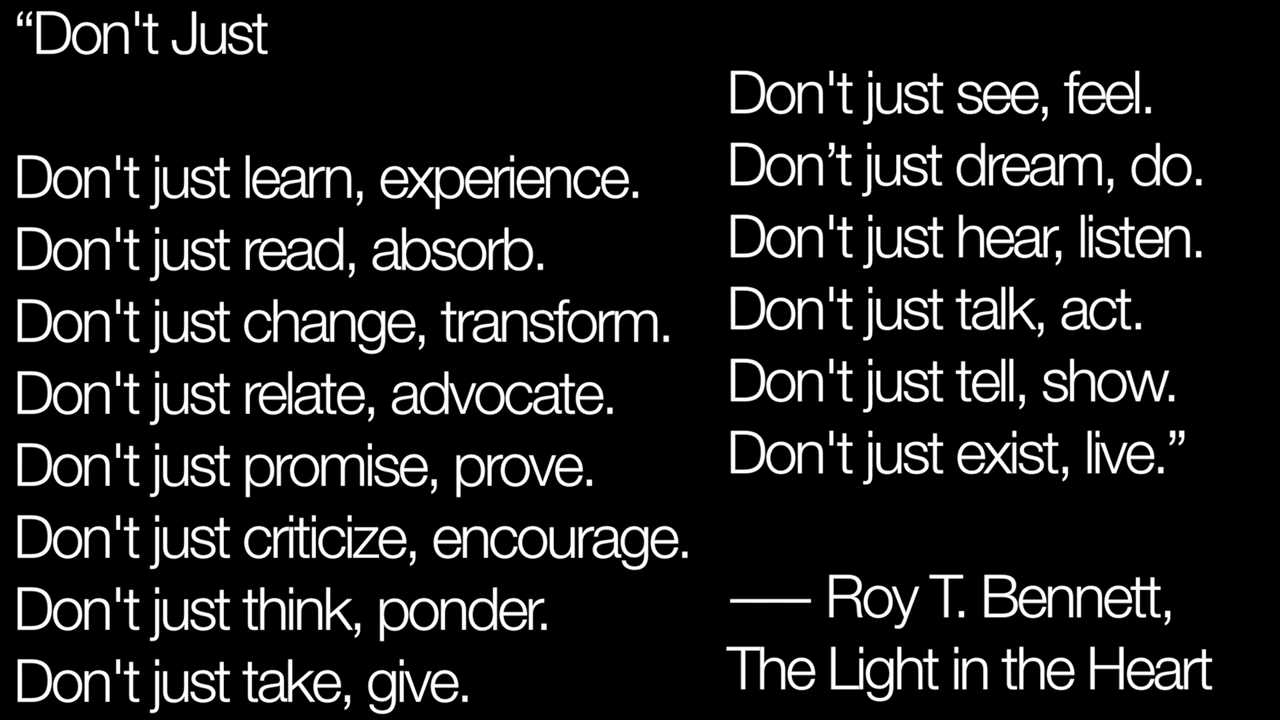 “Don't Just
Don't just learn, experience.
Don't just read, absorb.
Don't just change, transform.
Don't just relate, advocate.
Don't just promise, prove.
Don't just criticize, encourage.
Don't just think, ponder.
Don't just take, give.
Don't just see, feel.
Don’t just dream, do.
Don't just hear, listen.
Don't just talk, act.
Don't just tell, show.
Don't just exist, live.”
— Roy T. Bennett,
The Light in the Heart